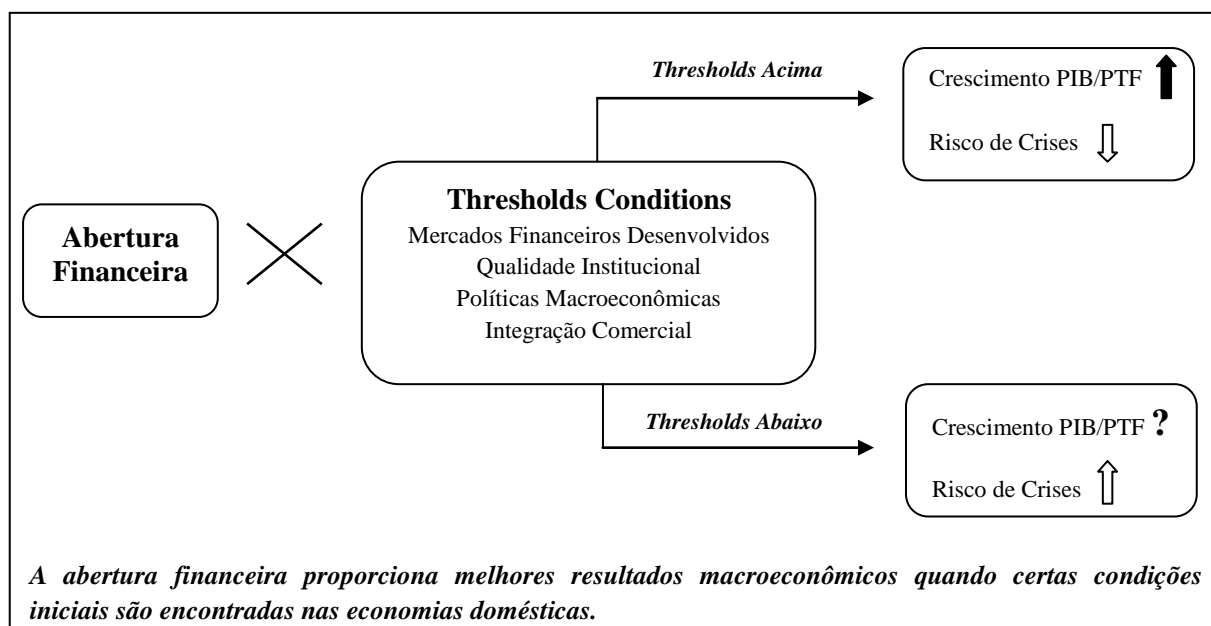 Thresholds Acima
Crescimento PIB/PTF
Risco de Crises
Abertura
Financeira
Thresholds Conditions
Mercados Financeiros Desenvolvidos
Qualidade Institucional
Políticas Macroeconômicas
Integração Comercial
Thresholds Abaixo
Crescimento PIB/PTF ?
Risco de Crises
A abertura financeira proporciona melhores resultados macroeconômicos quando certas condições
iniciais são encontradas nas economias domésticas.